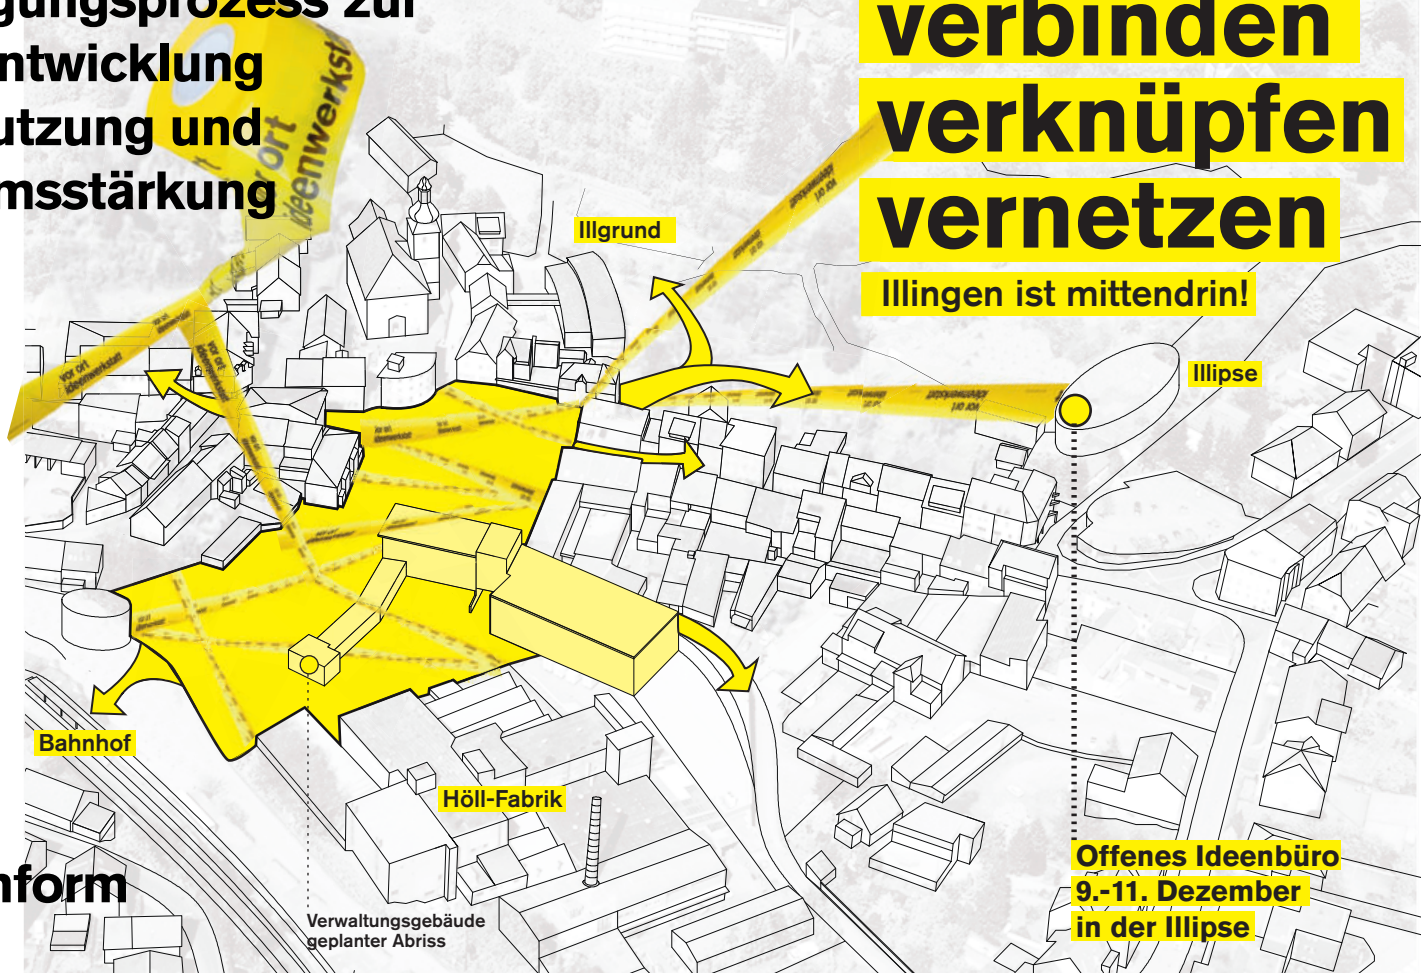 gungsprozess zur
ntwicklung
utzung und
msstärkung
verbinden
verknüpfen
vernetzen
Illingen ist mittendrin!
vor ort
ideenwerkstatt
Illgrund
Illipse
Bahnhof
Höll-Fabrik
nform
Verwaltungsgebäude
geplanter Abriss
Offenes Ideenbüro
9.-11. Dezember
in der Illipse